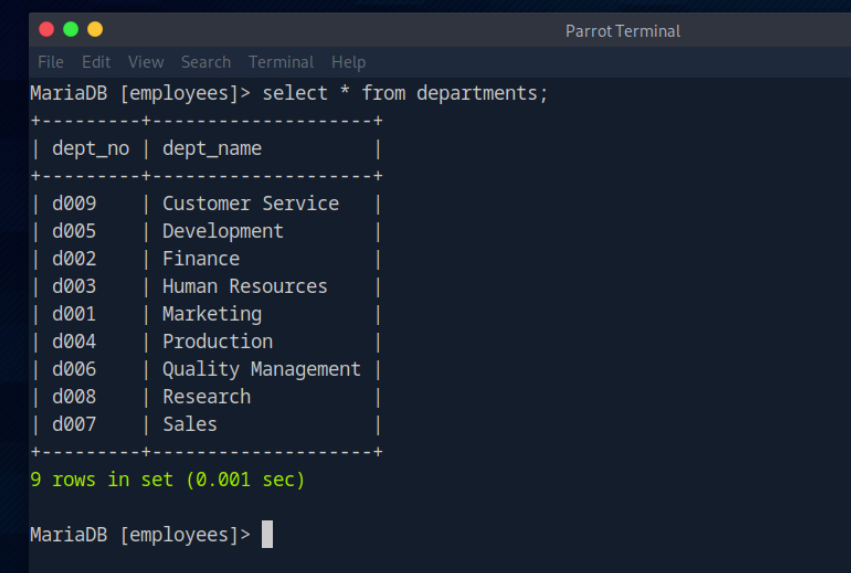 Parrot Terminal
File Edit View Search Terminal Help
MariaDB [employees]> select * from departments;
+---------+--------------------+
| dept_no | dept_name          |
+---------+--------------------+
| d009    | Customer Service   |
| d005    | Development        |
| d002    | Finance            |
| d003    | Human Resources    |
| d001    | Marketing          |
| d004    | Production         |
| d006    | Quality Management |
| d008    | Research           |
| d007    | Sales              |
+---------+--------------------+
9 rows in set (0.001 sec)
MariaDB [employees]>